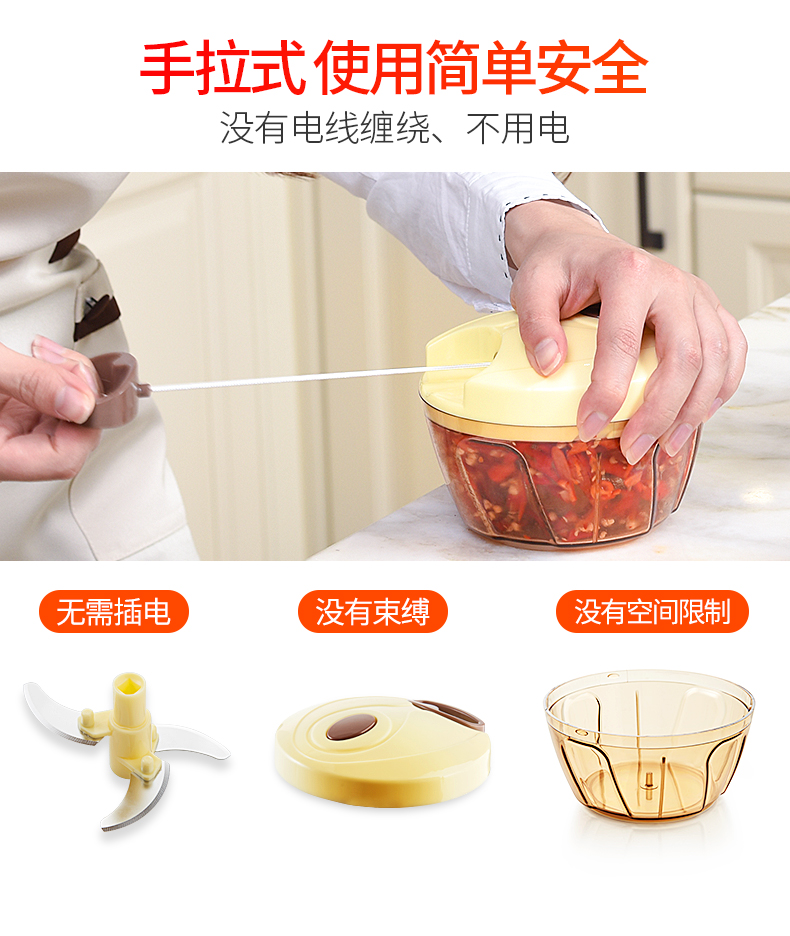 手拉式 使用简单安全
没有电线缠绕、不用电
无需插电
没有束缚
没有空间限制